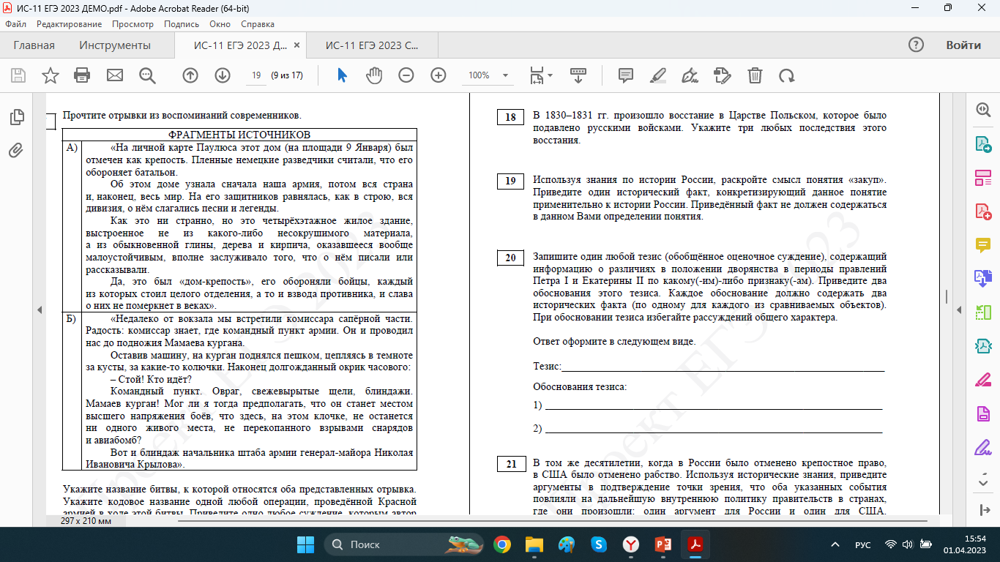 ИС-11 ЕГЭ 2023 ДЕМО.pdf - Adobe Acrobat Reader (64-bit)
Файл Редактирование Просмотр Подпись Окно Справка
Главная Инструменты ИС-11 ЕГЭ 2023 Д... × ИС-11 ЕГЭ 2023 С... Войти
19 (9 из 17) 100%
Прочтите отрывки из воспоминаний современников.
ФРАГМЕНТЫ ИСТОЧНИКОВ
А) «На личной карте Паулюса этот дом (на площади 9 Января) был
отмечен как крепость. Пленные немецкие разведчики считали, что его
обороняет батальон.
Об этом доме узнала сначала наша армия, потом вся страна
и, наконец, весь мир. На его защитников равнялась, как в строю, вся
дивизия, о нём слагались песни и легенды.
Как это ни странно, но это четырёхэтажное жилое здание,
выстроенное не из какого-либо несокрушимого материала,
а из обыкновенной глины, дерева и кирпича, оказавшееся вообще
малоустойчивым, вполне заслуживало того, что о нём писали или
рассказывали.
Да, это был «дом-крепость», его обороняли бойцы, каждый
из которых стоил целого отделения, а то и взвода противника, и слава
о них не померкнет в веках».
Б) «Недалеко от вокзала мы встретили комиссара сапёрной части.
Радость: комиссар знает, где командный пункт армии. Он и проводил
нас до подножия Мамаева кургана.
Оставив машину, на курган поднялся пешком, цепляясь в темноте
за кусты, за какие-то колючки. Наконец долгожданный окрик часового:
– Стой! Кто идёт?
Командный пункт. Овраг, свежевырытые щели, блиндажи.
Мамаев курган! Мог ли я тогда предполагать, что он станет местом
высшего напряжения боёв, что здесь, на этом клочке, не останется
ни одного живого места, не перекопанного взрывами снарядов
и авиабомб?
Вот и блиндаж начальника штаба армии генерал-майора Николая
Ивановича Крылова».
Укажите название битвы, к которой относятся оба представленных отрывка.
Укажите кодовое название одной любой операции, проведённой Красной
армией в ходе этой битвы. Приведите одно любое суждение, которым автор
297 x 210 мм
18 В 1830–1831 гг. произошло восстание в Царстве Польском, которое было
подавлено русскими войсками. Укажите три любых последствия этого
восстания.
19 Используя знания по истории России, раскройте смысл понятия «закуп».
Приведите один исторический факт, конкретизирующий данное понятие
применительно к истории России. Приведённый факт не должен содержаться
в данном Вами определении понятия.
20 Запишите один любой тезис (обобщённое оценочное суждение), содержащий
информацию о различиях в положении дворянства в периоды правлений
Петра I и Екатерины II по какому(-им)-либо признаку(-ам). Приведите два
обоснования этого тезиса. Каждое обоснование должно содержать два
исторических факта (по одному для каждого из сравниваемых объектов).
При обосновании тезиса избегайте рассуждений общего характера.
Ответ оформите в следующем виде.
Тезис:
Обоснования тезиса:
1)
2)
21 В том же десятилетии, когда в России было отменено крепостное право,
в США было отменено рабство. Используя исторические знания, приведите
аргументы в подтверждение точки зрения, что оба указанных события
повлияли на дальнейшую внутреннюю политику правительств в странах,
где они произошли: один аргумент для России и один для США.
Поиск
РУС
15:54
01.04.2023